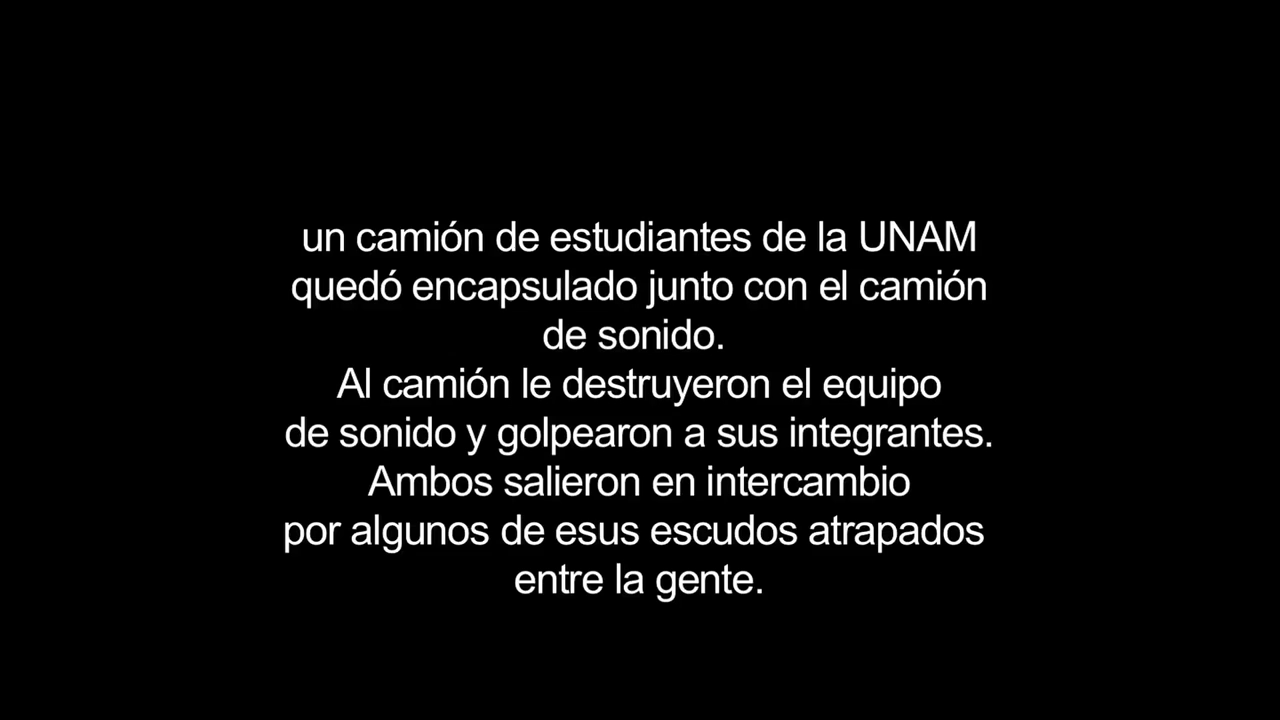 un camión de estudiantes de la UNAM
quedó encapsulado junto con el camión
de sonido.
Al camión le destruyeron el equipo
de sonido y golpearon a sus integrantes.
Ambos salieron en intercambio
por algunos de esus escudos atrapados
entre la gente.